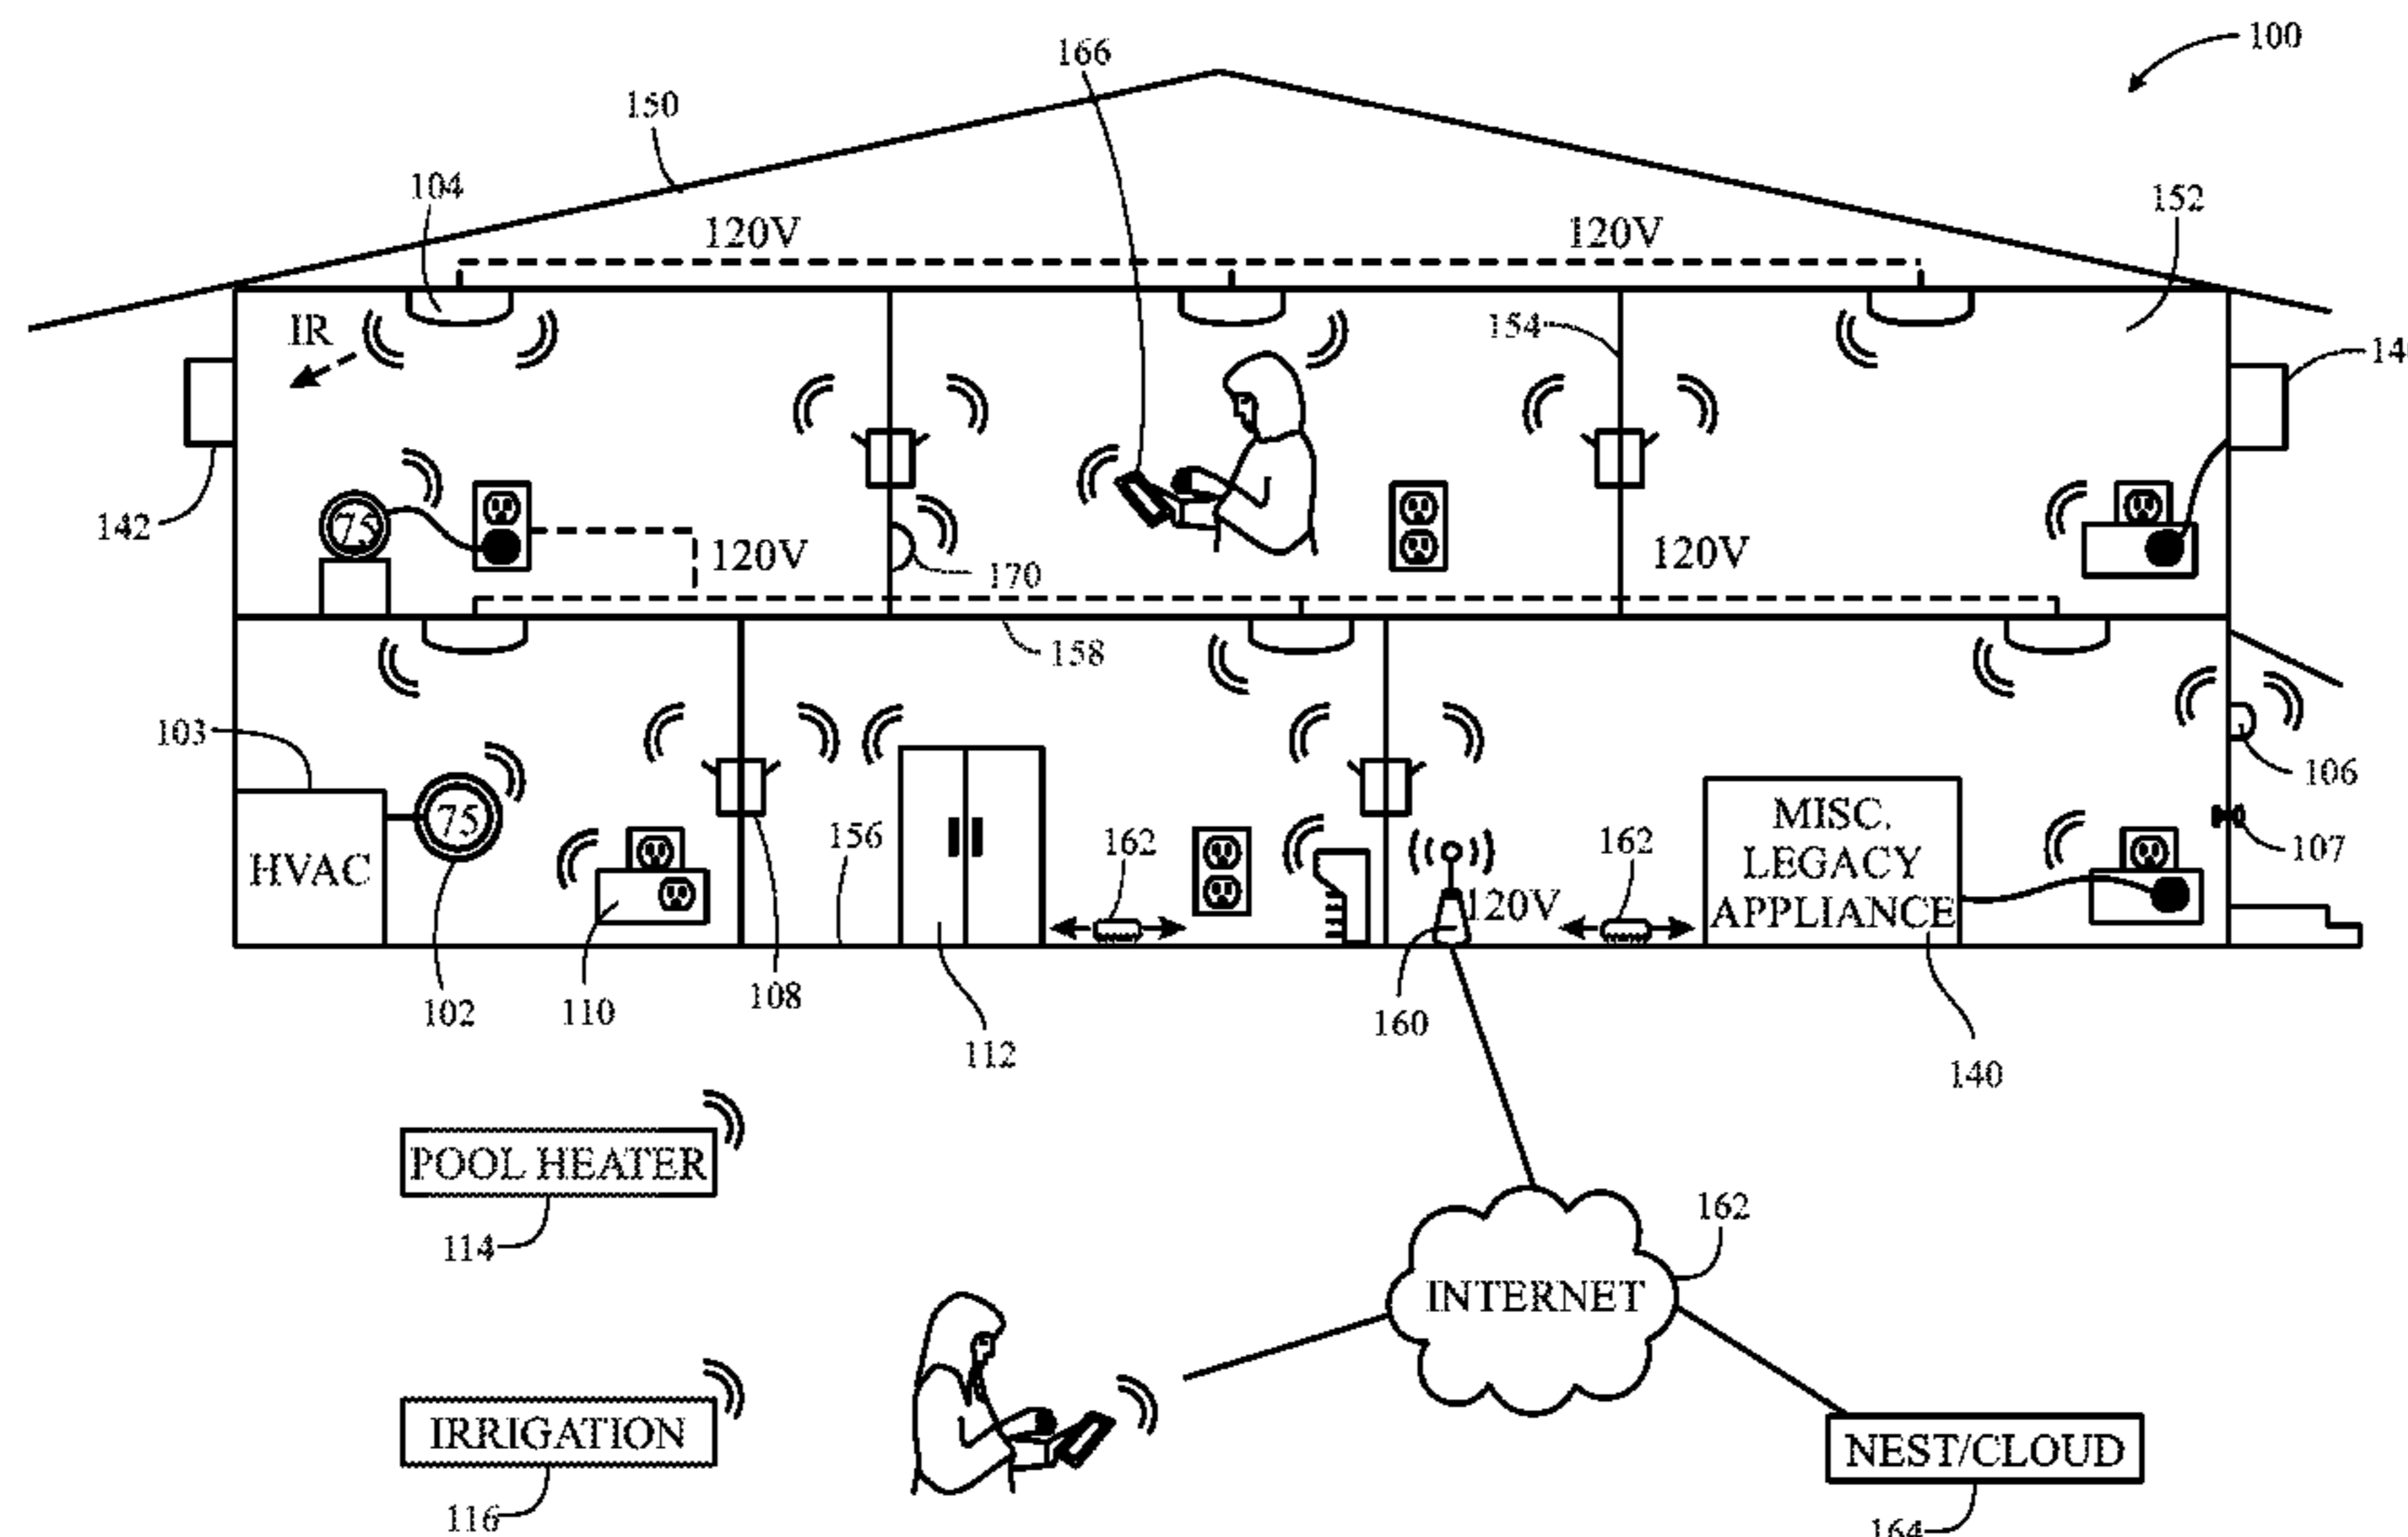 100
166
150
104
152
120V
120V
IR
154
14
142
75
120V
170
120V
158
103
106
75
HVAC
156
162
162
MISC.
LEGACY
APPLIANCE
107
120V
102
110
108
112
160
140
POOL HEATER
114
162
INTERNET
IRRIGATION
116
NEST/CLOUD
164